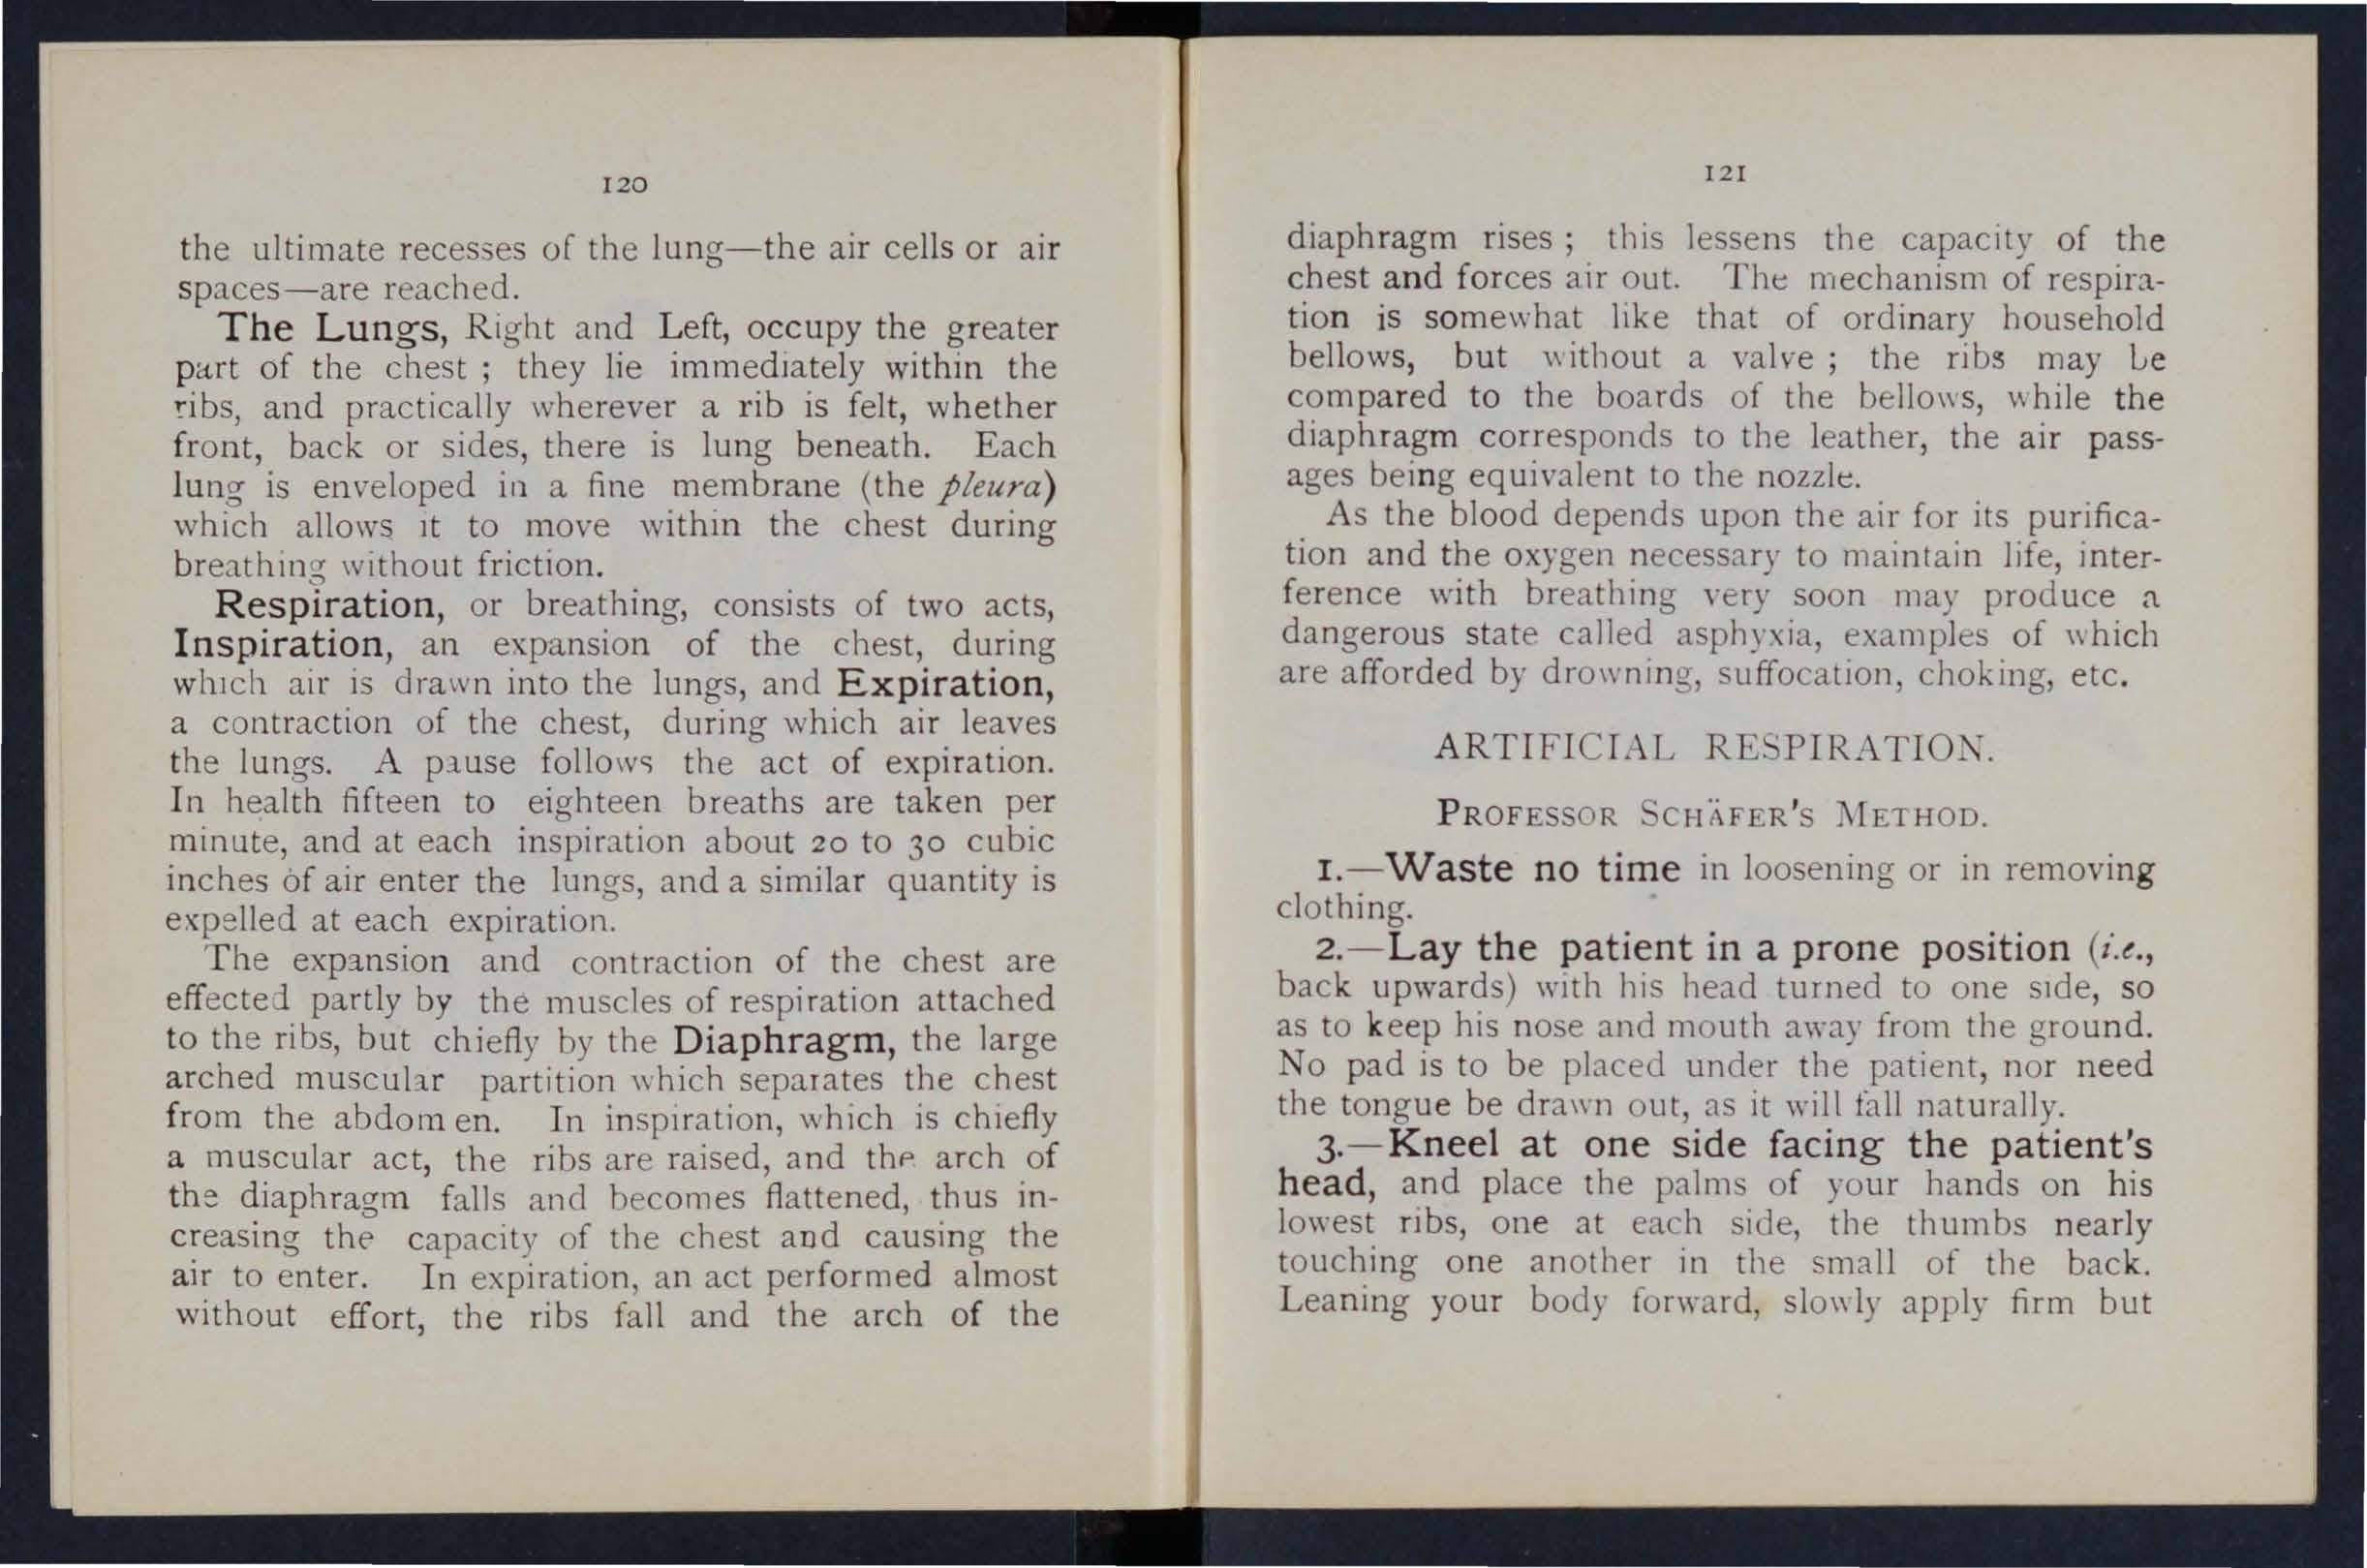 120
the ultimate recesses of the lung—the air cells or air
spaces—are reached.
The Lungs, Right and Left, occupy the greater
part of the chest ; they lie immediately within the
ribs, and practically wherever a rib is felt, whether
front, back or sides, there is lung beneath. Each
lung is enveloped in a fine membrane (the pleura)
which allows it to move within the chest during
breathing without friction.
Respiration, or breathing, consists of two acts,
Inspiration, an expansion of the chest, during
which air is drawn into the lungs, and Expiration,
a contraction of the chest, during which air leaves
the lungs. A pause follows the act of expiration.
In health fifteen to eighteen breaths are taken per
minute, and at each inspiration about 20 to 30 cubic
inches of air enter the lungs, and a similar quantity is
expelled at each expiration.
The expansion and contraction of the chest are
effected partly by the muscles of respiration attached
to the ribs, but chiefly by the Diaphragm, the large
arched muscular partition which separates the chest
from the abdom en. In inspiration, which is chiefly
a muscular act, the ribs are raised, and the arch of
the diaphragm falls and becomes flattened, thus in-
creasing the capacity of the chest and causing the
air to enter. In expiration, an act performed almost
without effort, the ribs fall and the arch of the
121
diaphragm rises ; this lessens the capacity of the
chest and forces air out. The mechanism of respira-
tion is somewhat like that of ordinary household
bellows, but without a valve ; the ribs may be
compared to the boards of the bellows, while the
diaphragm corresponds to the leather, the air pass-
ages being equivalent to the nozzle.
As the blood depends upon the air for its purifica-
tion and the oxygen necessary to maintain life, inter-
ference with breathing very soon may produce a
dangerous state called asphyxia, examples of which
are afforded by drowning, suffocation, choking, etc.
ARTIFICIAL RESPIRATION.
PROFESSOR SCHÄFER'S METHOD.
1.—Waste no time in loosening or in removing
clothing.
2.—Lay the patient in a prone position (i.e.,
back upwards) with his head turned to one side, so
as to keep his nose and mouth away from the ground.
No pad is to be placed under the patient, nor need
the tongue be drawn out, as it will fall naturally.
3.—Kneel at one side facing the patient's
head, and place the palms of your hands on his
lowest ribs, one at each side, the thumbs nearly
touching one another in the small of the back.
Leaning your body forward, slowly apply firm but